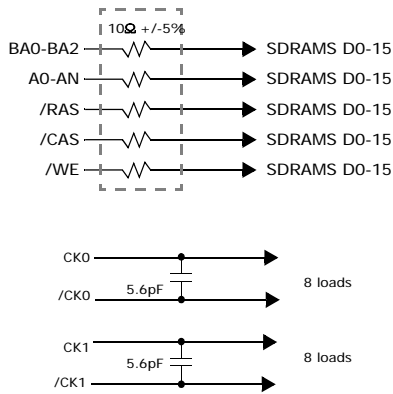 10Ω +/-5%
BA0-BA2 SDRAMS D0-15
A0-AN SDRAMS D0-15
/RAS SDRAMS D0-15
/CAS SDRAMS D0-15
/WE SDRAMS D0-15
CK0
5.6pF 8 loads
/CK0
CK1
5.6pF 8 loads
/CK1